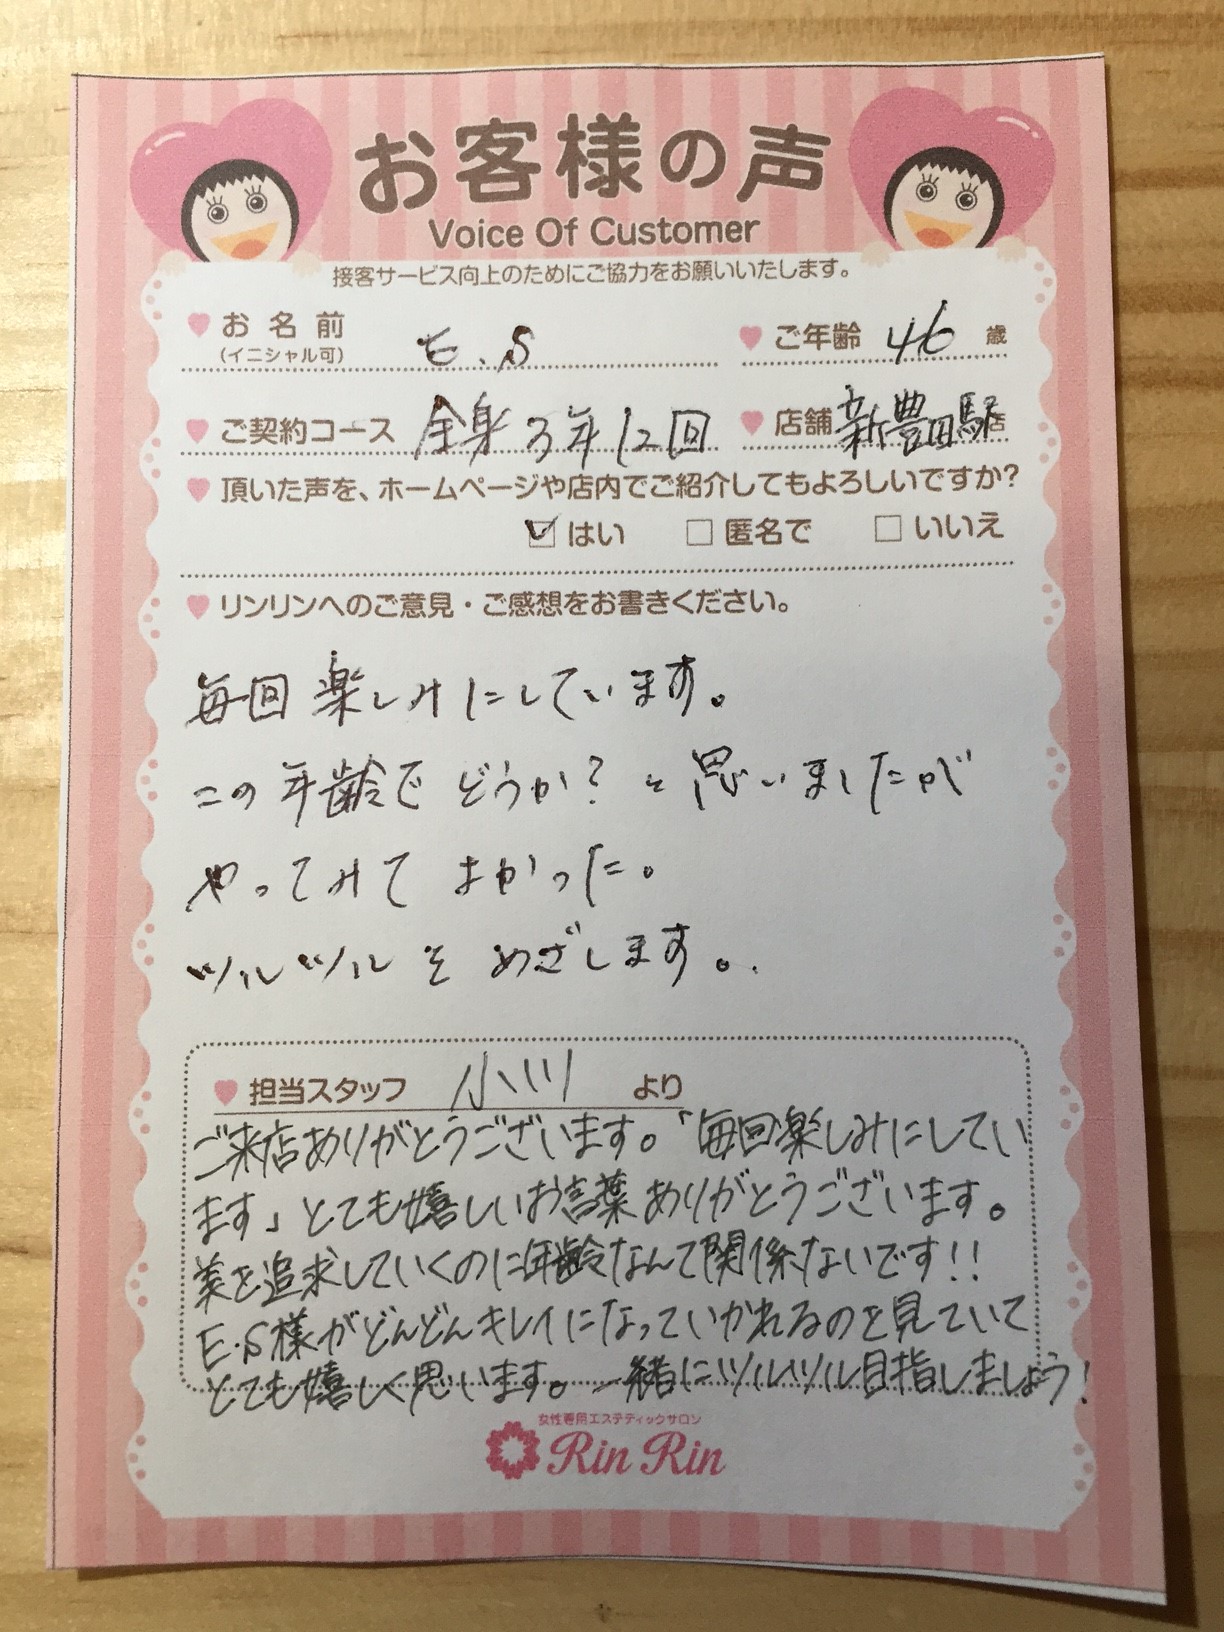 お客様の声
Voice Of Customer
接客サービス向上のためにご協力をお願いいたします。
お名前 E.S ご年齢 46 歳
（イニシャル可）
ご契約コース 全身3年12回 店舗 新豊田駅店
頂いた声を、ホームページや店内でご紹介してもよろしいですか?
はい 匿名で いいえ
リンリンへのご意見・ご感想をお書きください。
毎回楽しみにしています。
この年齢でどうか?と思いましたが
やってみてよかった。
ツルツルをめざします。
担当スタッフ 小川 より
ご来店ありがとうございます。「毎回楽しみにしてい
ます」とても嬉しいお言葉ありがとうございます。
美を追求していくのに年齢なんて関係ないです!!
E.S様がどんどんキレイになっていかれるのを見ていて
とても嬉しく思います。一緒にツルツル目指しましょう!
女性専用エステティックサロン
Rin Rin